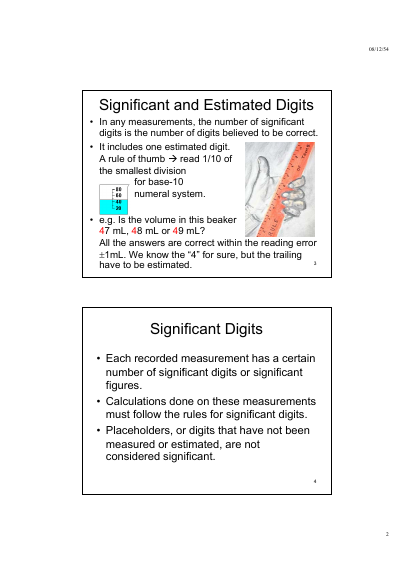 08/12/54
Significant and Estimated Digits
• In any measurements, the number of significant
digits is the number of digits believed to be correct.
• It includes one estimated digit.
A rule of thumb → read 1/10 of
the smallest division
for base-10
numeral system.
80
60
40
20
• e.g. Is the volume in this beaker
47 mL, 48 mL or 49 mL?
All the answers are correct within the reading error
±1mL. We know the “4” for sure, but the trailing
have to be estimated.
3
Significant Digits
• Each recorded measurement has a certain
number of significant digits or significant
figures.
• Calculations done on these measurements
must follow the rules for significant digits.
• Placeholders, or digits that have not been
measured or estimated, are not
considered significant.
4
2